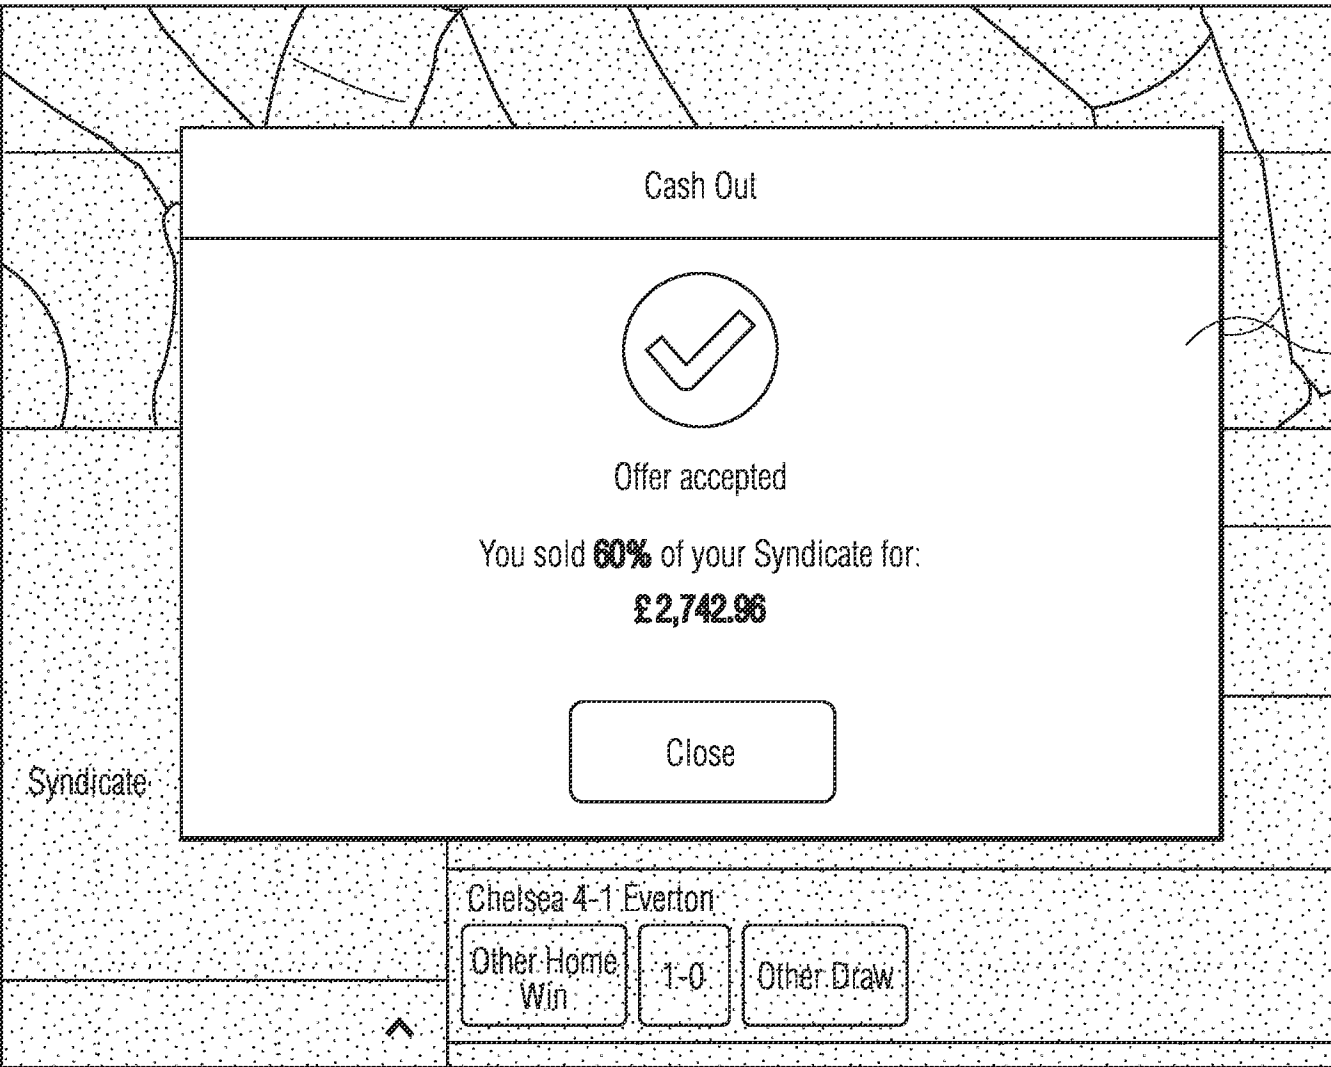 Cash Out
Offer accepted
You sold 60% of your Syndicate for:
£2,742.96
Close
Syndicate
Chelsea 4-1 Everton
Other Home
Win
1-0
Other Draw